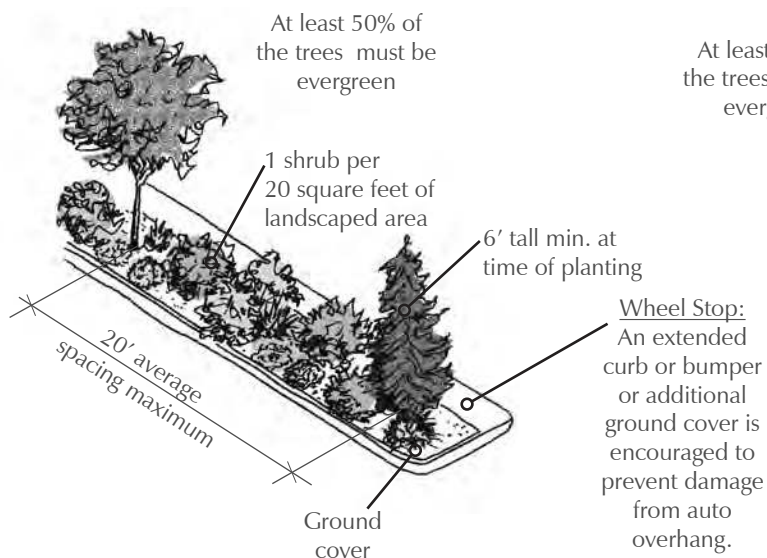 At least 50% of
the trees  must be
evergreen
At least
the trees
ever
1 shrub per
20 square feet of
landscaped area
6’ tall min. at
time of planting
Wheel Stop:
An extended
curb or bumper
or additional
ground cover is
encouraged to
prevent damage
from auto
overhang.
20’ average
spacing maximum
Ground
cover